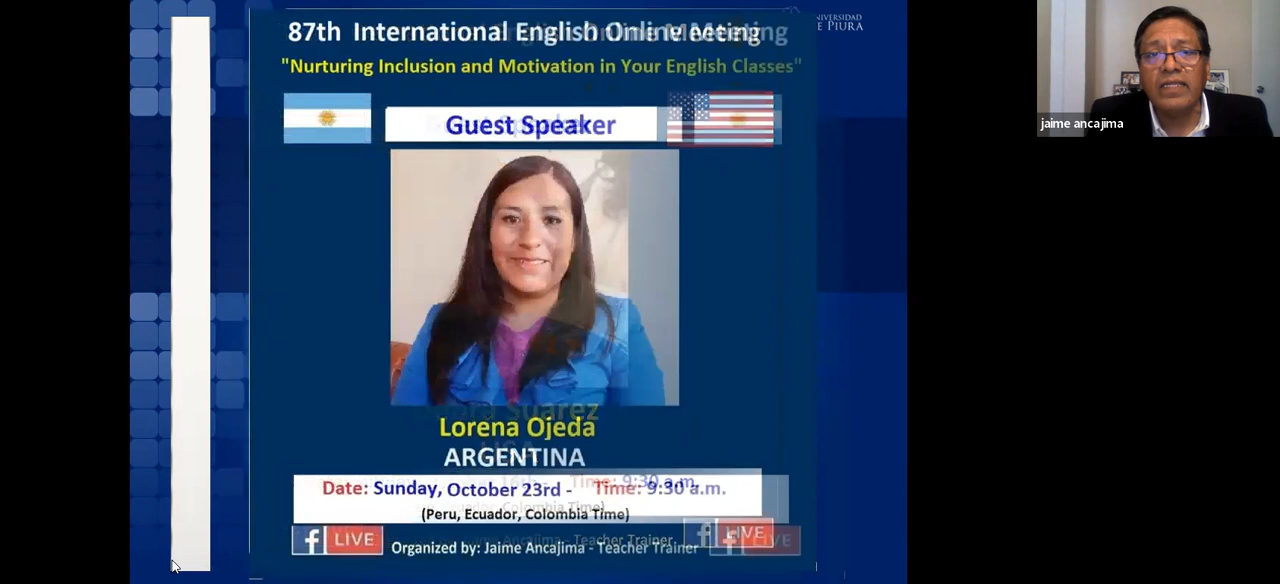 87th International English Online Meeting
"Nurturing Inclusion and Motivation in Your English Classes"
Guest Speaker
Lorena Ojeda
ARGENTINA
Date: Sunday, October 23rd - Time: 9:30 a.m.
(Peru, Ecuador, Colombia Time)
f LIVE
f LIVE
Organized by: Jaime Ancajima - Teacher Trainer
PIURA
jaime ancajima